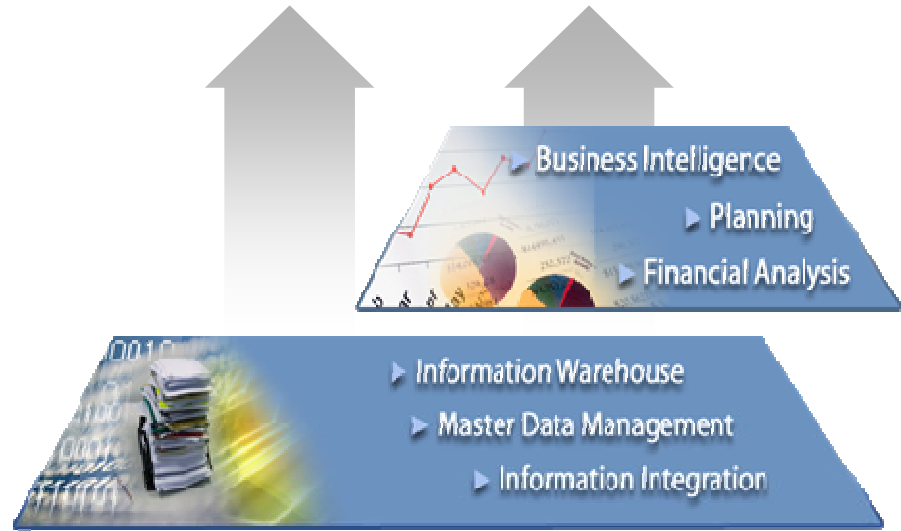 Business Intelligence
Planning
Financial Analysis
Information Warehouse
Master Data Management
Information Integration